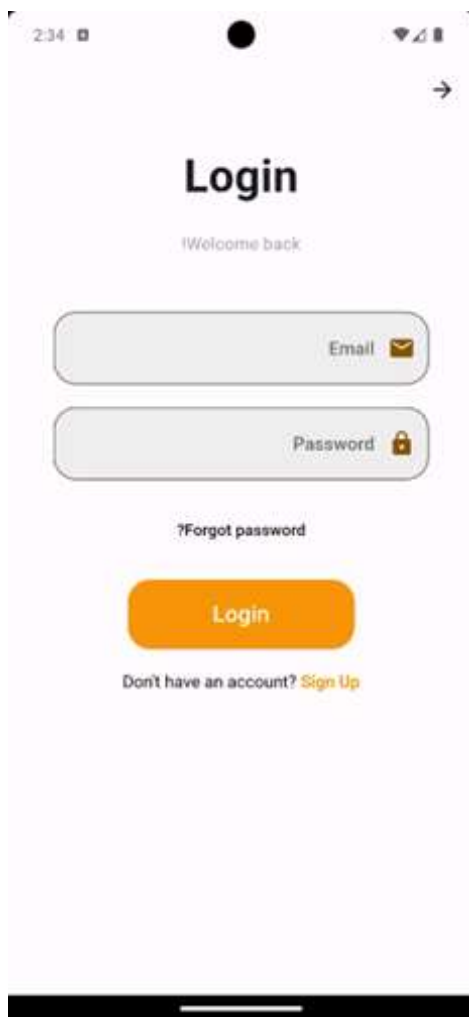 2:34
Login
!Welcome back
Email
Password
?Forgot password
Login
Don't have an account? Sign Up